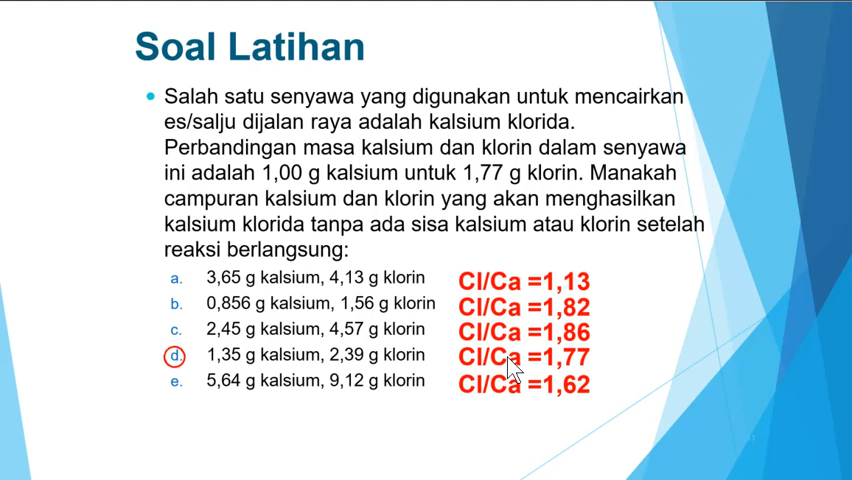 Soal Latihan
Salah satu senyawa yang digunakan untuk mencairkan
es/salju dijalan raya adalah kalsium klorida.
Perbandingan masa kalsium dan klorin dalam senyawa
ini adalah 1,00 g kalsium untuk 1,77 g klorin. Manakah
campuran kalsium dan klorin yang akan menghasilkan
kalsium klorida tanpa ada sisa kalsium atau klorin setelah
reaksi berlangsung:
a. 3,65 g kalsium, 4,13 g klorin Cl/Ca =1,13
b. 0,856 g kalsium, 1,56 g klorin Cl/Ca =1,82
c. 2,45 g kalsium, 4,57 g klorin Cl/Ca =1,86
d. 1,35 g kalsium, 2,39 g klorin Cl/Ca =1,77
e. 5,64 g kalsium, 9,12 g klorin Cl/Ca =1,62